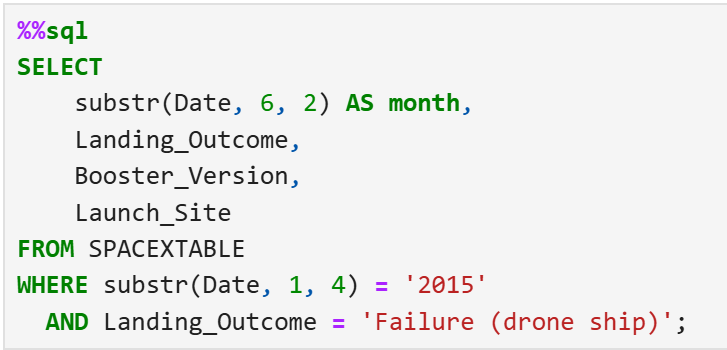 %%sql
SELECT
    substr(Date, 6, 2) AS month,
    Landing_Outcome,
    Booster_Version,
    Launch_Site
FROM SPACEXTABLE
WHERE substr(Date, 1, 4) = '2015'
  AND Landing_Outcome = 'Failure (drone ship)';